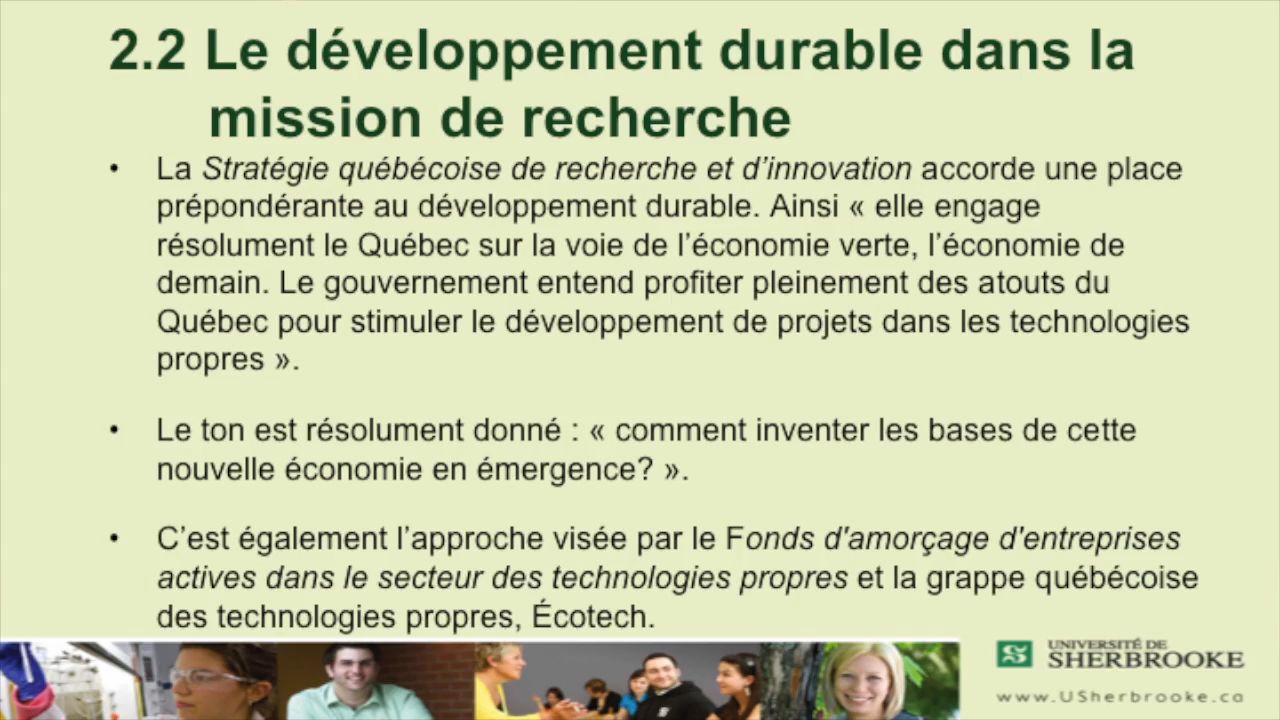 2.2 Le développement durable dans la
mission de recherche
• La Stratégie québécoise de recherche et d’innovation accorde une place
prépondérante au développement durable. Ainsi « elle engage
résolument le Québec sur la voie de l’économie verte, l’économie de
demain. Le gouvernement entend profiter pleinement des atouts du
Québec pour stimuler le développement de projets dans les technologies
propres ».
• Le ton est résolument donné : « comment inventer les bases de cette
nouvelle économie en émergence? ».
• C’est également l’approche visée par le Fonds d'amorçage d'entreprises
actives dans le secteur des technologies propres et la grappe québécoise
des technologies propres, Écotech.
UNIVERSITÉ DE
SHERBROOKE
www.USherbrooke.ca